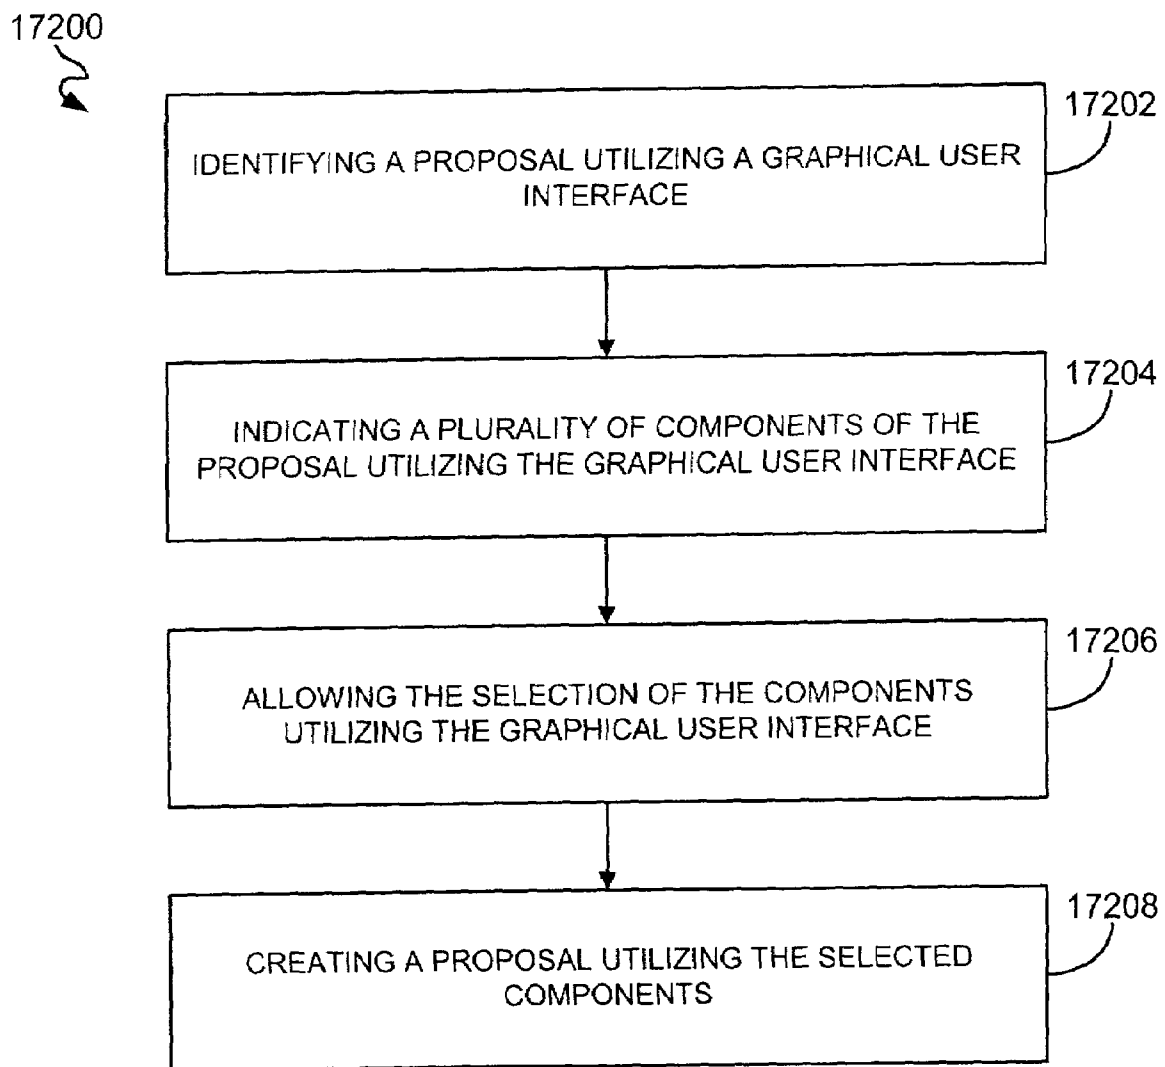 17200
17202
IDENTIFYING A PROPOSAL UTILIZING A GRAPHICAL USER
INTERFACE
17204
INDICATING A PLURALITY OF COMPONENTS OF THE
PROPOSAL UTILIZING THE GRAPHICAL USER INTERFACE
17206
ALLOWING THE SELECTION OF THE COMPONENTS
UTILIZING THE GRAPHICAL USER INTERFACE
17208
CREATING A PROPOSAL UTILIZING THE SELECTED
COMPONENTS